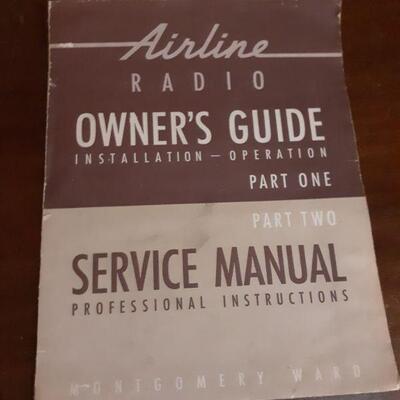 Airline
RADIO
OWNER'S GUIDE
INSTALLATION - OPERATION
PART ONE
PART TWO
SERVICE MANUAL
PROFESSIONAL INSTRUCTIONS
MONTGOMERY WARD